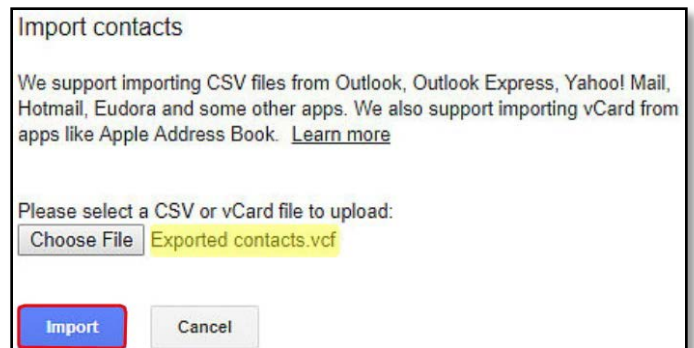 Import contacts
We support importing CSV files from Outlook, Outlook Express, Yahoo! Mail,
Hotmail, Eudora and some other apps. We also support importing vCard from
apps like Apple Address Book. Learn more
Please select a CSV or vCard file to upload:
Choose File Exported contacts.vcf
Import Cancel